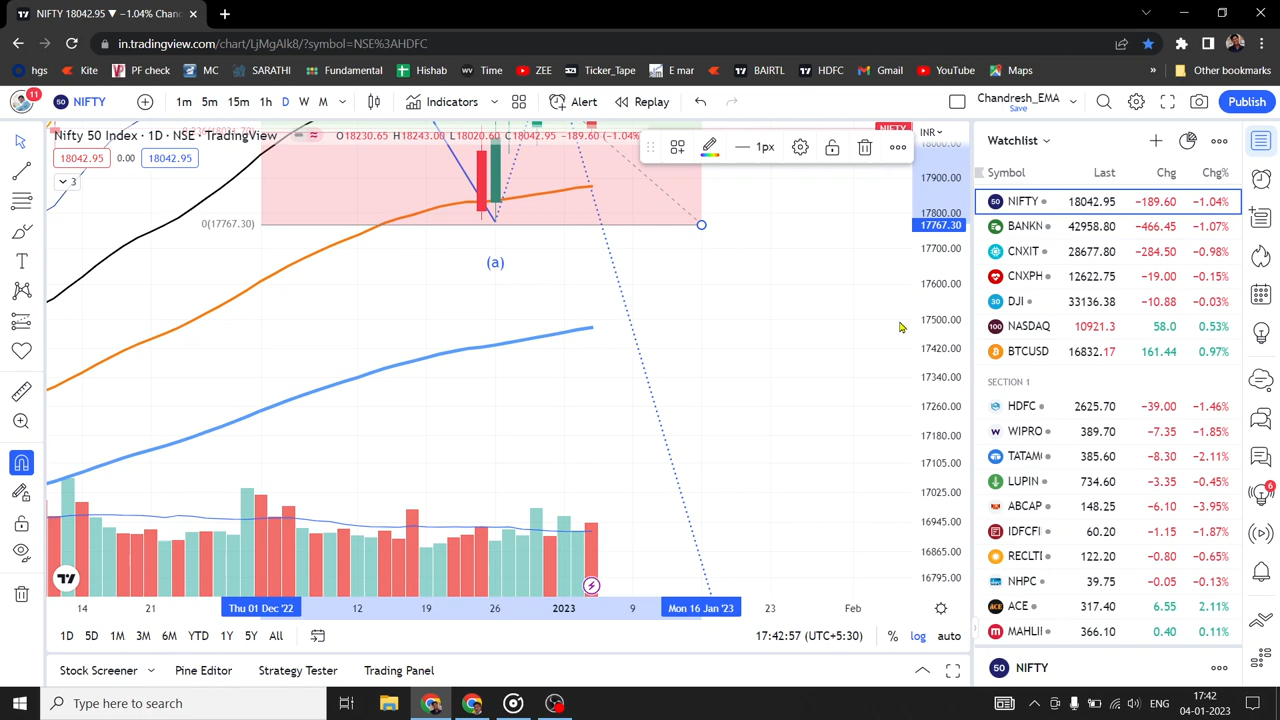 NIFTY 18042.95 ▼ −1.04% Chandres
in.tradingview.com/chart/LjMgAlk8/?symbol=NSE%3AHDFC
hgs Kite PF check MC SARATHI Fundamental Hishab Time ZEE Ticker_Tape E mar BAIRTL HDFC Gmail YouTube Maps » Other bookmarks
11 50 NIFTY 1m 5m 15m 1h D W M Indicators Alert Replay Chandresh_EMA Save Publish
Nifty 50 Index · 1D · NSE · TradingView O18230.65 H18243.00 L18020.60 C18042.95 −189.60 (−1.04%)
18042.95 0.00 18042.95
3
1px
NIFTY INR
18000.00
17900.00
17800.00
0(17767.30) 17767.30
17700.00
(a)
17600.00
17500.00
17420.00
17340.00
17260.00
17180.00
17105.00
17025.00
16945.00
16865.00
16795.00
14 21 Thu 01 Dec '22 12 19 26 2023 9 Mon 16 Jan '23 23 Feb
1D 5D 1M 3M 6M YTD 1Y 5Y All 17:42:57 (UTC+5:30) % log auto
Stock Screener Pine Editor Strategy Tester Trading Panel
Watchlist
Symbol Last Chg Chg%
50 NIFTY 18042.95 −189.60 −1.04%
BANKN 42958.80 −466.45 −1.07%
CNXIT 28677.80 −284.50 −0.98%
CNXPH 12622.75 −19.00 −0.15%
30 DJI 33136.38 −10.88 −0.03%
100 NASDAQ 10921.3 58.0 0.53%
BTCUSD 16832.17 161.44 0.97%
SECTION 1
HDFC 2625.70 −39.00 −1.46%
WIPRO 389.70 −7.35 −1.85%
TATAM 385.60 −8.30 −2.11%
LUPIN 734.60 −3.35 −0.45%
ABCAP 148.25 −6.10 −3.95%
6
IDFCFI 60.20 −1.15 −1.87%
RECLTI 122.20 −0.80 −0.65%
NHPC 39.75 −0.05 −0.13%
ACE 317.40 6.55 2.11%
MAHLII 366.10 0.40 0.11%
50 NIFTY
Type here to search ENG 17:42
04-01-2023